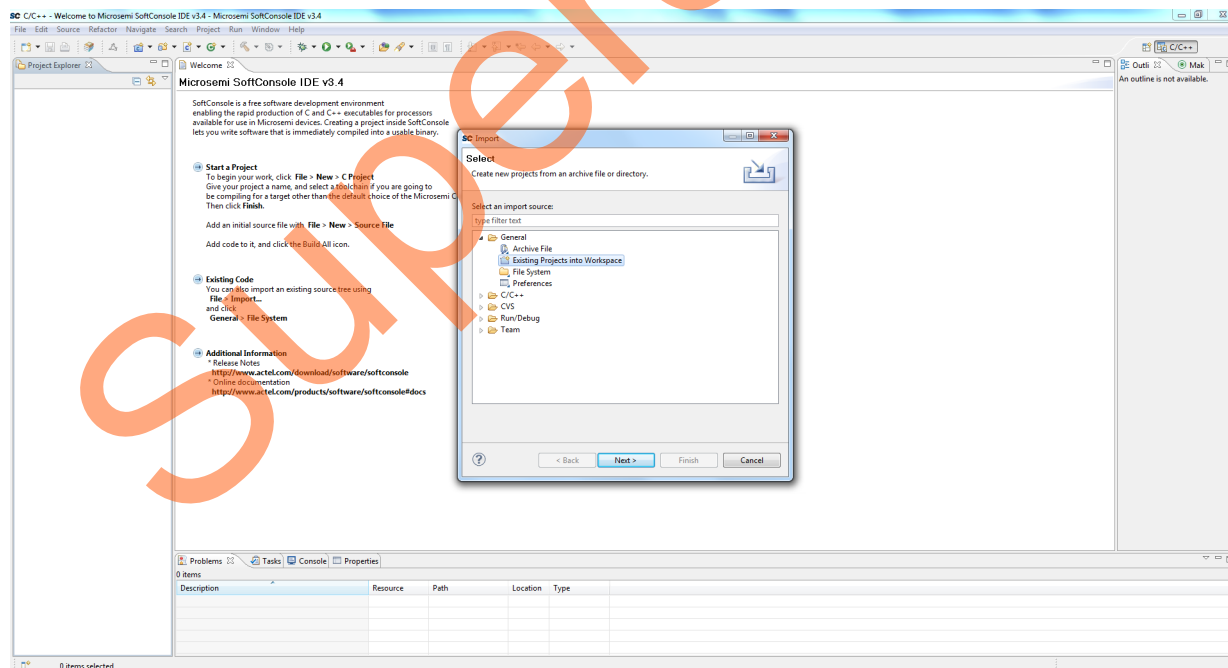 SC C/C++ - Welcome to Microsemi SoftConsole IDE v3.4 - Microsemi SoftConsole IDE v3.4
File Edit Source Refactor Navigate Search Project Run Window Help
C/C++
Project Explorer
Welcome
Outli
Mak
An outline is not available.
Microsemi SoftConsole IDE v3.4
SoftConsole is a free software development environment
enabling the rapid production of C and C++ executables for processors
available for use in Microsemi devices. Creating a project inside SoftConsole
lets you write software that is immediately compiled into a usable binary.
Start a Project
To begin your work, click File > New > C Project
Give your project a name, and select a toolchain if you are going to
be compiling for a target other than the default choice of the Microsemi C
Then click Finish.
Add an initial source file with File > New > Source File
Add code to it, and click the Build All icon.
Existing Code
You can also import an existing source tree using
File > Import...
and click
General > File System
Additional Information
* Release Notes
http://www.actel.com/download/software/softconsole
* Online documentation
http://www.actel.com/products/software/softconsole#docs
SC Import
Select
Create new projects from an archive file or directory.
Select an import source:
type filter text
General
Archive File
Existing Projects into Workspace
File System
Preferences
C/C++
CVS
Run/Debug
Team
?
< Back
Next >
Finish
Cancel
Problems
Tasks
Console
Properties
0 items
Description
Resource
Path
Location
Type
0 items selected
Super